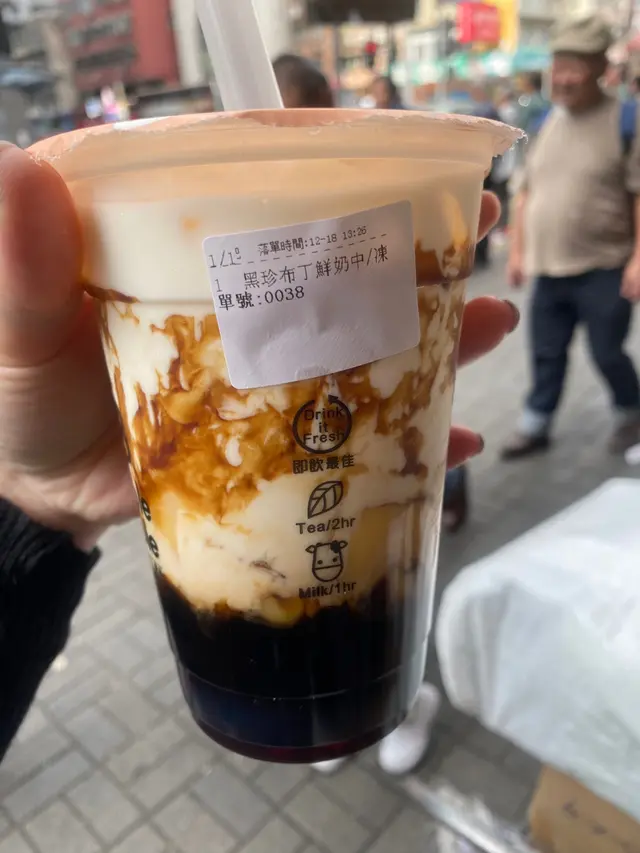 1/1
落單時間:12-18 13:26
1 黑珍布丁鮮奶中/凍
單號:0038
Drink
it
Fresh
即飲最佳
Tea/2hr
Milk/1hr